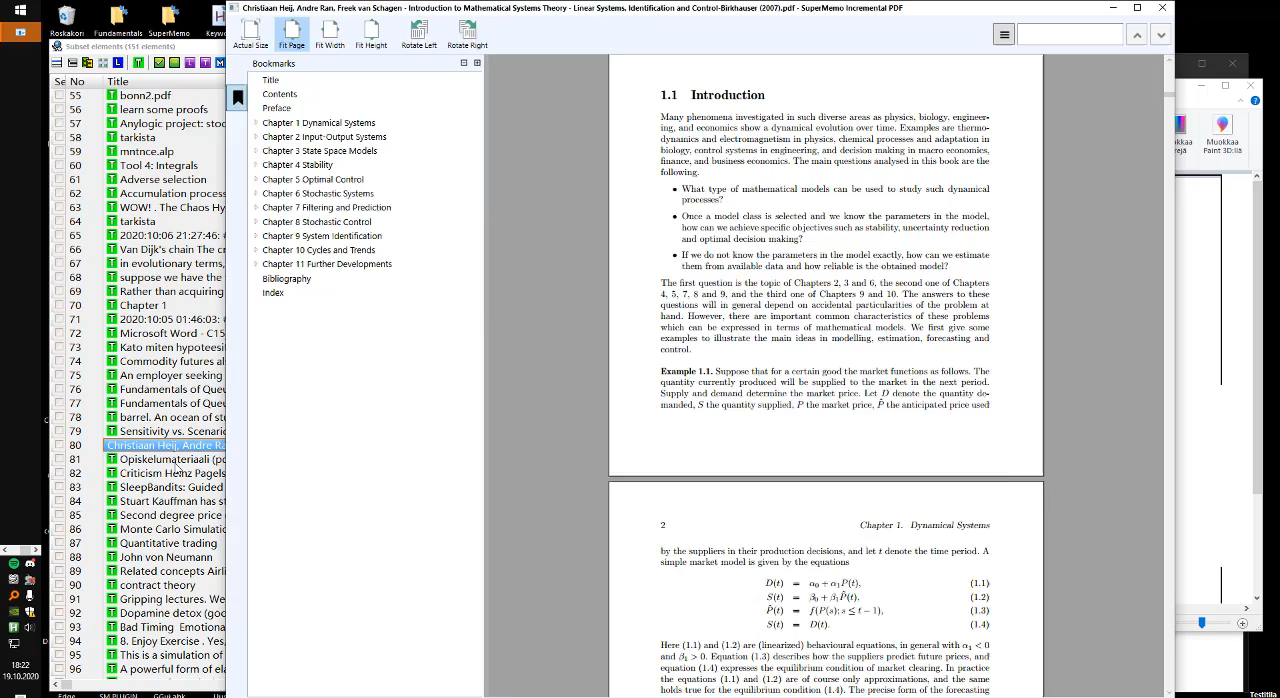 Christiaan Heij, Andre Ran, Freek van Schagen - Introduction to Mathematical Systems Theory - Linear Systems, Identification and Control-Birkhauser (2007).pdf - SuperMemo Incremental PDF
Roskakori
Fundamentals
SuperMemo
Keyw
Subset elements (151 elements)
Actual Size
Fit Page
Fit Width
Fit Height
Rotate Left
Rotate Right
Bookmarks
Title
Contents
Preface
Chapter 1 Dynamical Systems
Chapter 2 Input-Output Systems
Chapter 3 State Space Models
Chapter 4 Stability
Chapter 5 Optimal Control
Chapter 6 Stochastic Systems
Chapter 7 Filtering and Prediction
Chapter 8 Stochastic Control
Chapter 9 System Identification
Chapter 10 Cycles and Trends
Chapter 11 Further Developments
Bibliography
Index
Se No Title
55 bonn2.pdf
56 learn some proofs
57 Anylogic project: stoc
58 tarkista
59 mntnce.alp
60 Tool 4: Integrals
61 Adverse selection
62 Accumulation process
63 WOW! . The Chaos Hy
64 tarkista
65 2020:10:06 21:27:46:
66 Van Dijk's chain The cr
67 in evolutionary terms,
68 suppose we have the
69 Rather than acquiring
70 Chapter 1
71 2020:10:05 01:46:03:
72 Microsoft Word - C15
73 Kato miten hypoteesit
74 Commodity futures al
75 An employer seeking
76 Fundamentals of Queu
77 Fundamentals of Queu
78 barrel. An ocean of stu
79 Sensitivity vs. Scenario
80 Christiaan Heij, Andre Ra
81 Opiskelumateriaali (po
82 Criticism Heinz Pagels
83 SleepBandits: Guided
84 Stuart Kauffman has st
85 Second degree price
86 Monte Carlo Simulatio
87 Quantitative trading
88 John von Neumann
89 Related concepts Airli
90 contract theory
91 Gripping lectures. We
92 Dopamine detox (goo
93 Bad Timing Emotiona
94 8. Enjoy Exercise . Yes,
95 This is a simulation of
96 A powerful form of ela
1.1 Introduction
Many phenomena investigated in such diverse areas as physics, biology, engineer-
ing, and economics show a dynamical evolution over time. Examples are thermo-
dynamics and electromagnetism in physics, chemical processes and adaptation in
biology, control systems in engineering, and decision making in macro economics,
finance, and business economics. The main questions analysed in this book are the
following.
• What type of mathematical models can be used to study such dynamical
processes?
• Once a model class is selected and we know the parameters in the model,
how can we achieve specific objectives such as stability, uncertainty reduction
and optimal decision making?
• If we do not know the parameters in the model exactly, how can we estimate
them from available data and how reliable is the obtained model?
The first question is the topic of Chapters 2, 3 and 6, the second one of Chapters
4, 5, 7, 8 and 9, and the third one of Chapters 9 and 10. The answers to these
questions will in general depend on accidental particularities of the problem at
hand. However, there are important common characteristics of these problems
which can be expressed in terms of mathematical models. We first give some
examples to illustrate the main ideas in modelling, estimation, forecasting and
control.
Example 1.1. Suppose that for a certain good the market functions as follows. The
quantity currently produced will be supplied to the market in the next period.
Supply and demand determine the market price. Let D denote the quantity de-
manded, S the quantity supplied, P the market price, P̂ the anticipated price used
2 Chapter 1. Dynamical Systems
by the suppliers in their production decisions, and let t denote the time period. A
simple market model is given by the equations
D(t) = α₀ + α₁P(t), (1.1)
S(t) = β₀ + β₁P̂(t), (1.2)
P̂(t) = f(P(s); s ≤ t − 1), (1.3)
S(t) = D(t). (1.4)
Here (1.1) and (1.2) are (linearized) behavioural equations, in general with α₁ < 0
and β₁ > 0. Equation (1.3) describes how the suppliers predict future prices, and
equation (1.4) expresses the equilibrium condition of market clearing. In practice
the equations (1.1) and (1.2) are of course only approximations, and the same
holds true for the equilibrium condition (1.4). The precise form of the forecasting
Muokkaa
Paint 3D:llä
18:22
19.10.2020
Edge
SM PLUGIN
Testitila